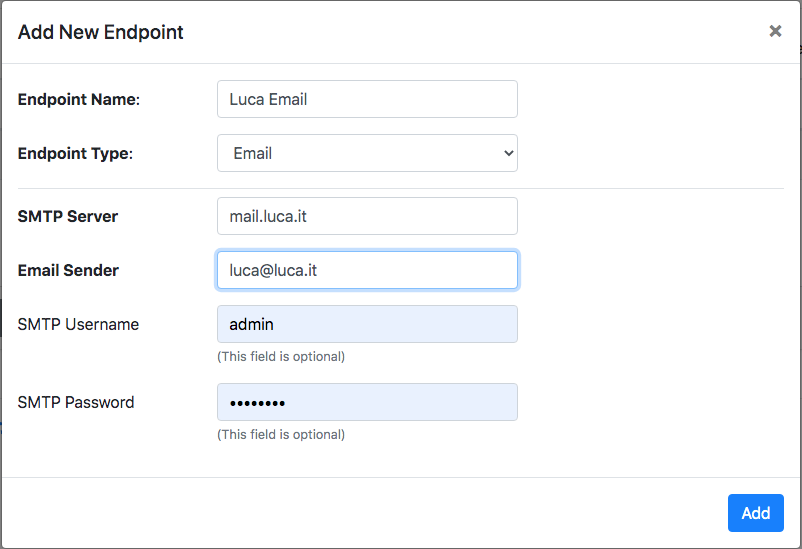 Add New Endpoint ×
Endpoint Name: Luca Email
Endpoint Type: Email
SMTP Server mail.luca.it
Email Sender luca@luca.it
SMTP Username admin
(This field is optional)
SMTP Password ••••••••
(This field is optional)
Add